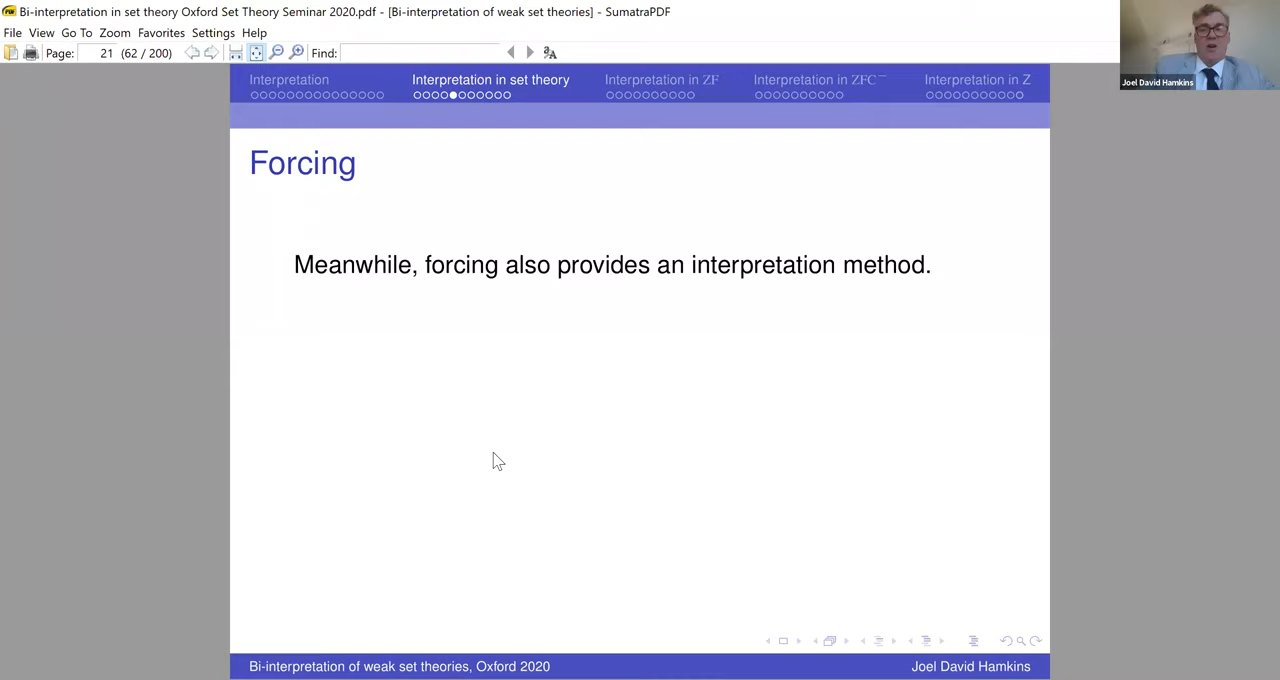 Bi-interpretation in set theory Oxford Set Theory Seminar 2020.pdf - [Bi-interpretation of weak set theories] - SumatraPDF
File View Go To Zoom Favorites Settings Help
Page: 21 (62 / 200) Find:
Joel David Hamkins
Interpretation Interpretation in set theory Interpretation in ZF Interpretation in ZFC⁻ Interpretation in Z
Forcing
Meanwhile, forcing also provides an interpretation method.
Bi-interpretation of weak set theories, Oxford 2020 Joel David Hamkins